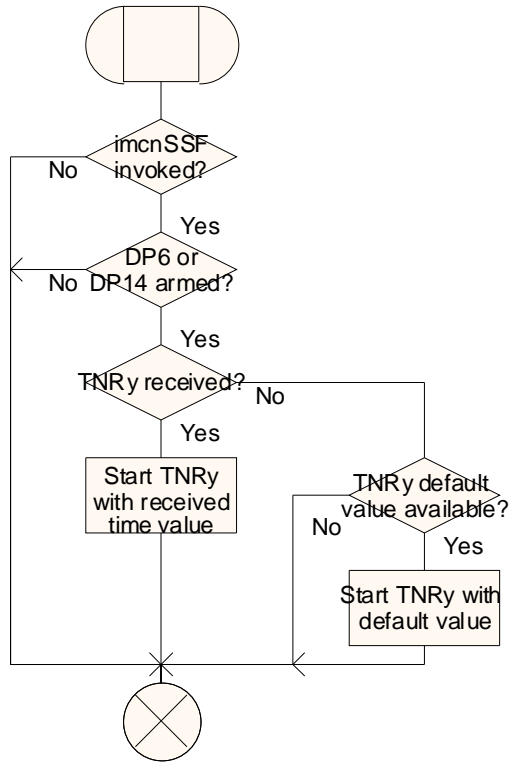 imcnSSF
invoked?
No
Yes
DP6 or
DP14 armed?
No
Yes
TNRy received?
No
Yes
Start TNRy
with received
time value
TNRy default
value available?
No
Yes
Start TNRy with
default value